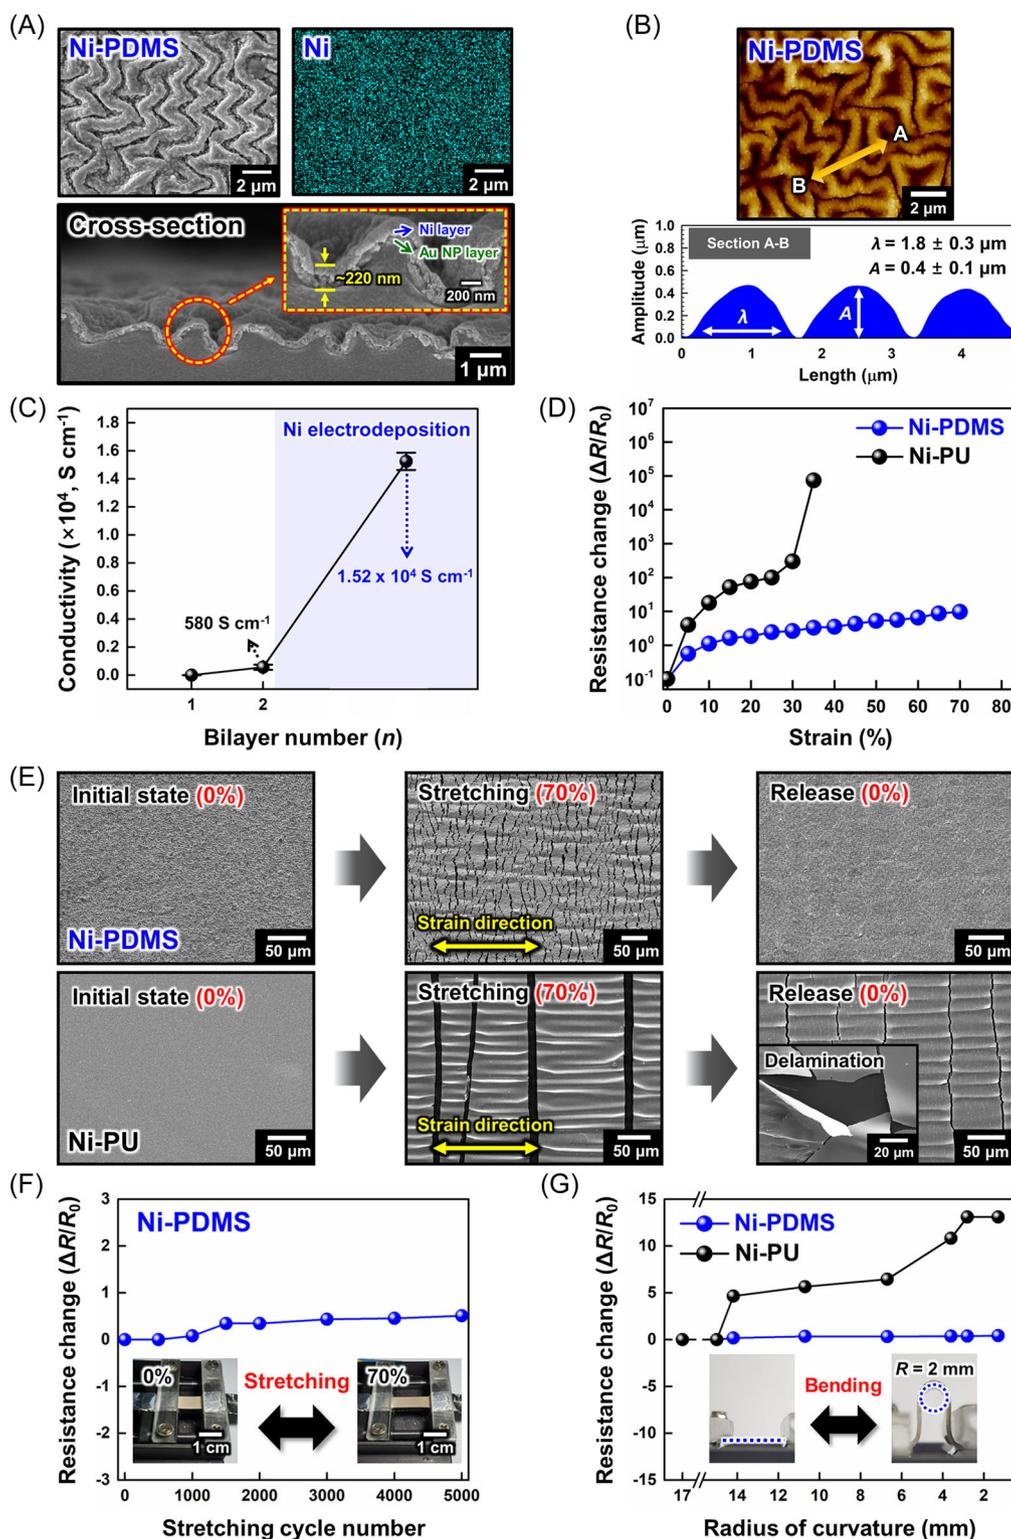 (A)
Ni-PDMS
2 μm
Ni
2 μm
Cross-section
Ni layer
Au NP layer
~220 nm
200 nm
1 μm
(B)
Ni-PDMS
A
B
2 μm
Amplitude (μm)
1.0
0.8
0.6
0.4
0.2
0.0
Section A-B
λ = 1.8 ± 0.3 μm
A = 0.4 ± 0.1 μm
λ
A
0 1 2 3 4
Length (μm)
(C)
Conductivity (×10⁴, S cm⁻¹)
1.8
1.6
1.4
1.2
1.0
0.8
0.6
0.4
0.2
0.0
Ni electrodeposition
1.52 x 10⁴ S cm⁻¹
580 S cm⁻¹
1 2
Bilayer number (n)
(D)
Resistance change (ΔR/R₀)
10⁷
10⁶
10⁵
10⁴
10³
10²
10¹
10⁰
10⁻¹
Ni-PDMS
Ni-PU
0 10 20 30 40 50 60 70 80
Strain (%)
(E)
Initial state (0%)
Ni-PDMS
50 μm
Stretching (70%)
Strain direction
50 μm
Release (0%)
50 μm
Initial state (0%)
Ni-PU
50 μm
Stretching (70%)
Strain direction
50 μm
Release (0%)
Delamination
20 μm
50 μm
(F)
Resistance change (ΔR/R₀)
3
2
1
0
-1
-2
-3
Ni-PDMS
0%
1 cm
Stretching
70%
1 cm
0 1000 2000 3000 4000 5000
Stretching cycle number
(G)
Resistance change (ΔR/R₀)
15
10
5
0
-5
-10
-15
Ni-PDMS
Ni-PU
Bending
R = 2 mm
17 14 12 10 8 6 4 2
Radius of curvature (mm)